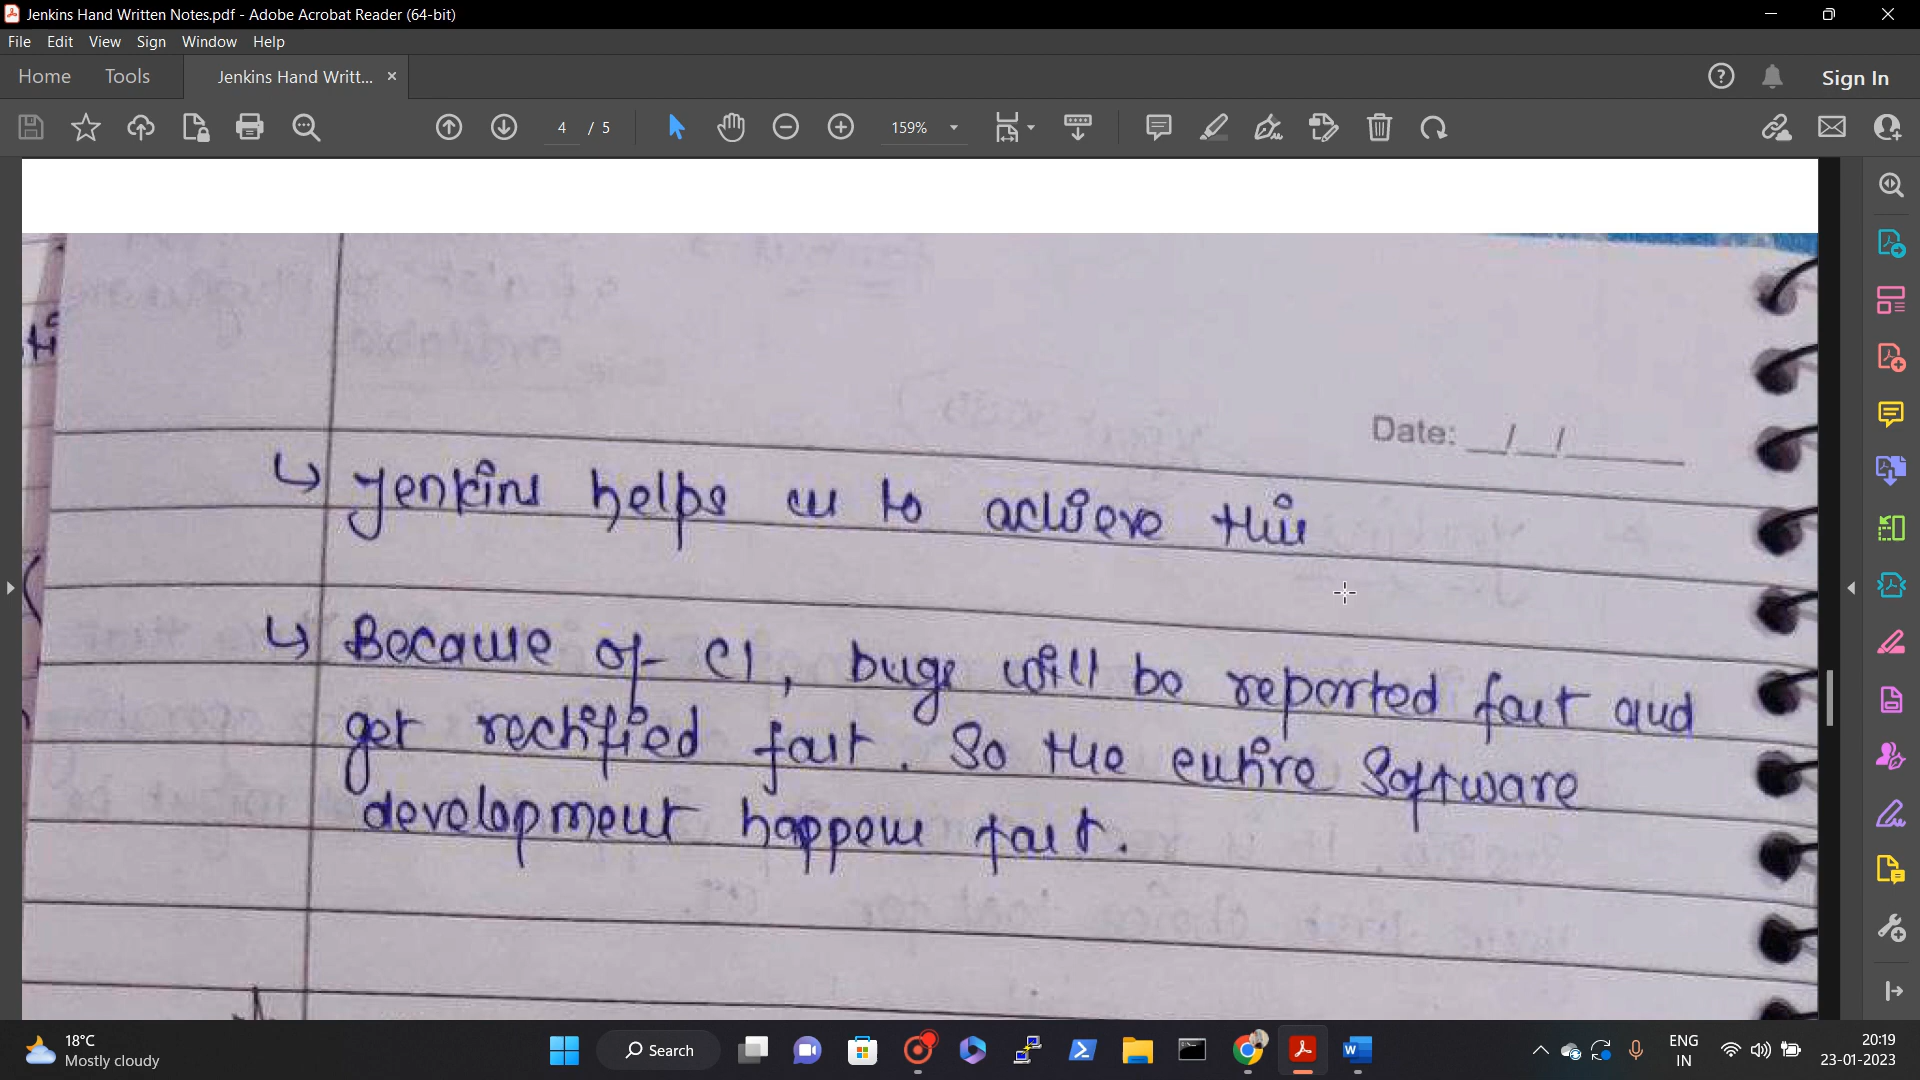 Jenkins Hand Written Notes.pdf - Adobe Acrobat Reader (64-bit)
File Edit View Sign Window Help
Home Tools Jenkins Hand Writt... × Sign In
4 / 5 159%
Date: __/__/____
↳ Jenkins helps us to achieve this
↳ Because of CI, bugs will be reported fast and
get rectified fast. So the entire Software
development happens fast.
18°C
Mostly cloudy
Search
ENG
IN
20:19
23-01-2023